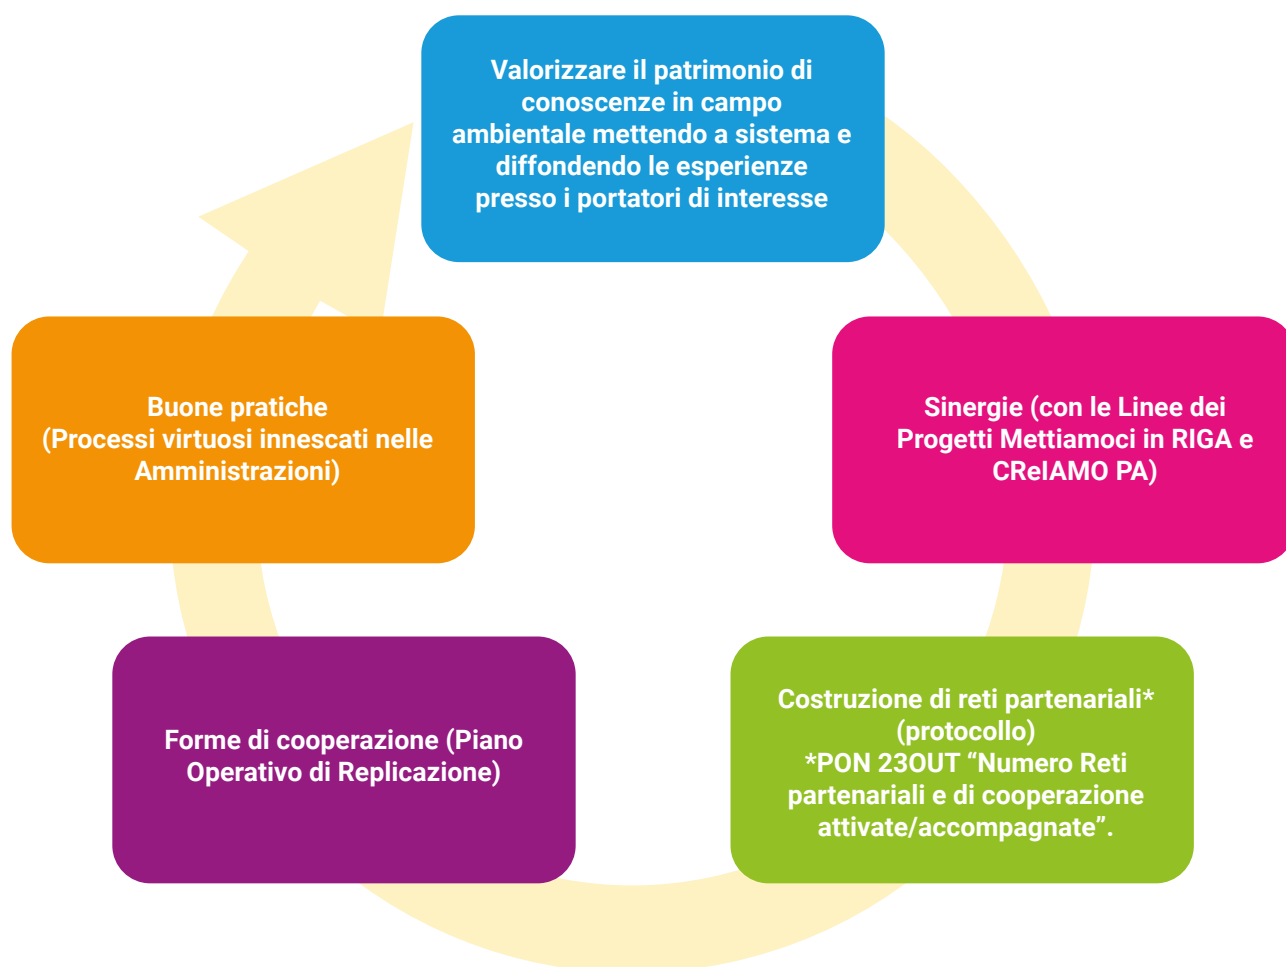 Valorizzare il patrimonio di
conoscenze in campo
ambientale mettendo a sistema e
diffondendo le esperienze
presso i portatori di interesse
Sinergie (con le Linee dei
Progetti Mettiamoci in RIGA e
CReIAMO PA)
Costruzione di reti partenariali*
(protocollo)
*PON 23OUT “Numero Reti
partenariali e di cooperazione
attivate/accompagnate”.
Forme di cooperazione (Piano
Operativo di Replicazione)
Buone pratiche
(Processi virtuosi innescati nelle
Amministrazioni)